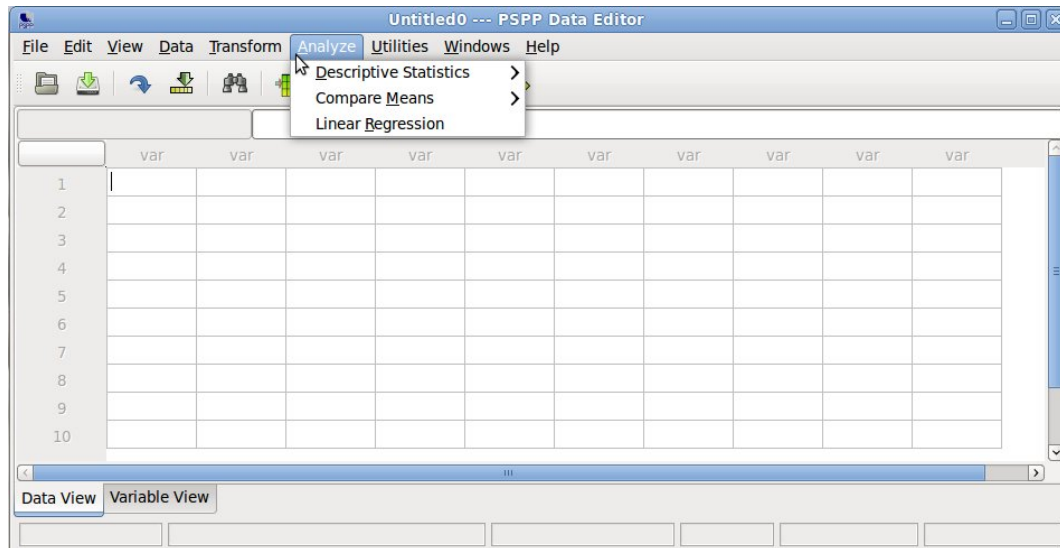 Untitled0 --- PSPP Data Editor
File Edit View Data Transform Analyze Utilities Windows Help
Descriptive Statistics
Compare Means
Linear Regression
var var var var var var var var var var
1
2
3
4
5
6
7
8
9
10
Data View Variable View